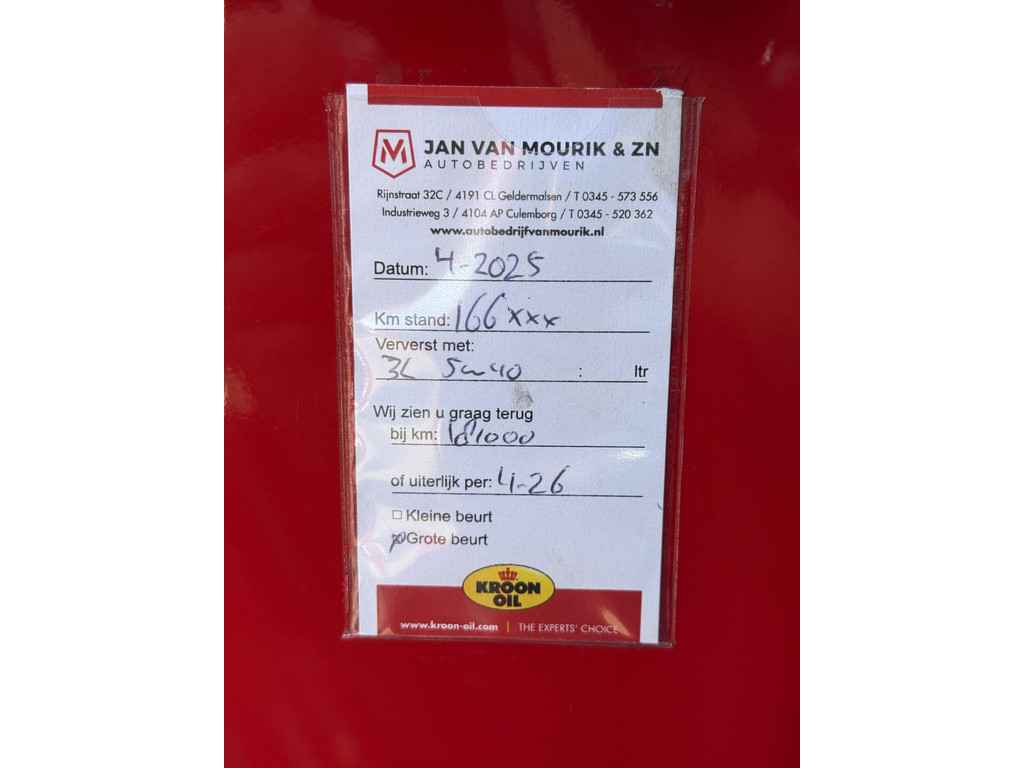 JAN VAN MOURIK & ZN
AUTOBEDRIJVEN
Rijnstraat 32C / 4191 CL Geldermalsen / T 0345 - 573 556
Industrieweg 3 / 4104 AP Culemborg / T 0345 - 520 362
www.autobedrijfvanmourik.nl
Datum: 4-2025
Km stand: 166xxx
Ververst met:
3L 5w40 : ltr
Wij zien u graag terug
bij km: 181000
of uiterlijk per: 4-26
Kleine beurt
Grote beurt
KROON
OIL
www.kroon-oil.com | THE EXPERTS' CHOICE